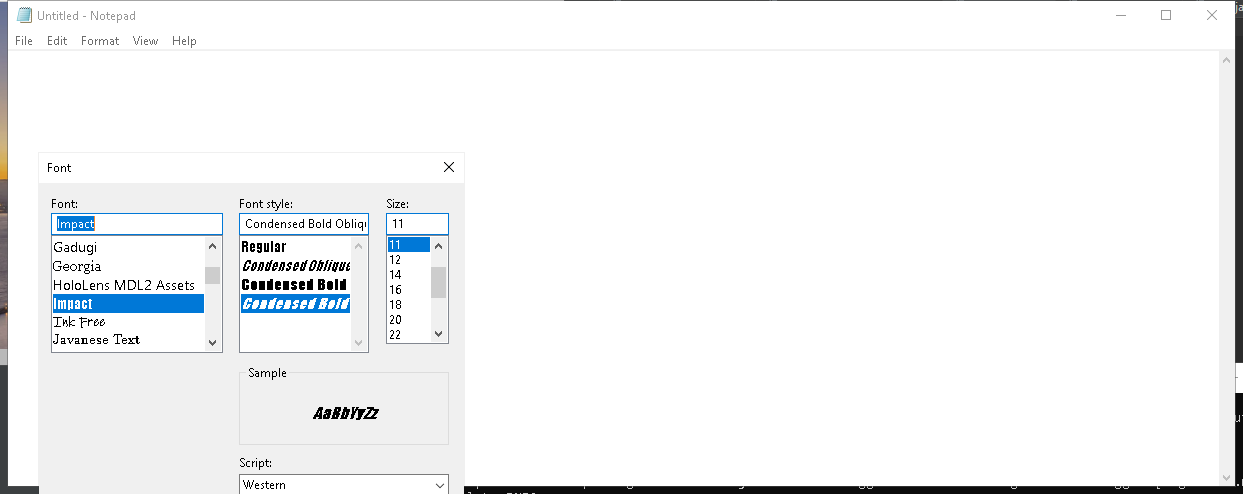 Untitled - Notepad
File Edit Format View Help
Font
Font: Font style: Size:
Impact Condensed Bold Obliqu 11
Gadugi
Georgia
HoloLens MDL2 Assets
Impact
Ink Free
Javanese Text
Regular
Condensed Oblique
Condensed Bold
Condensed Bold
11
12
14
16
18
20
22
Sample
AaBbYyZz
Script:
Western